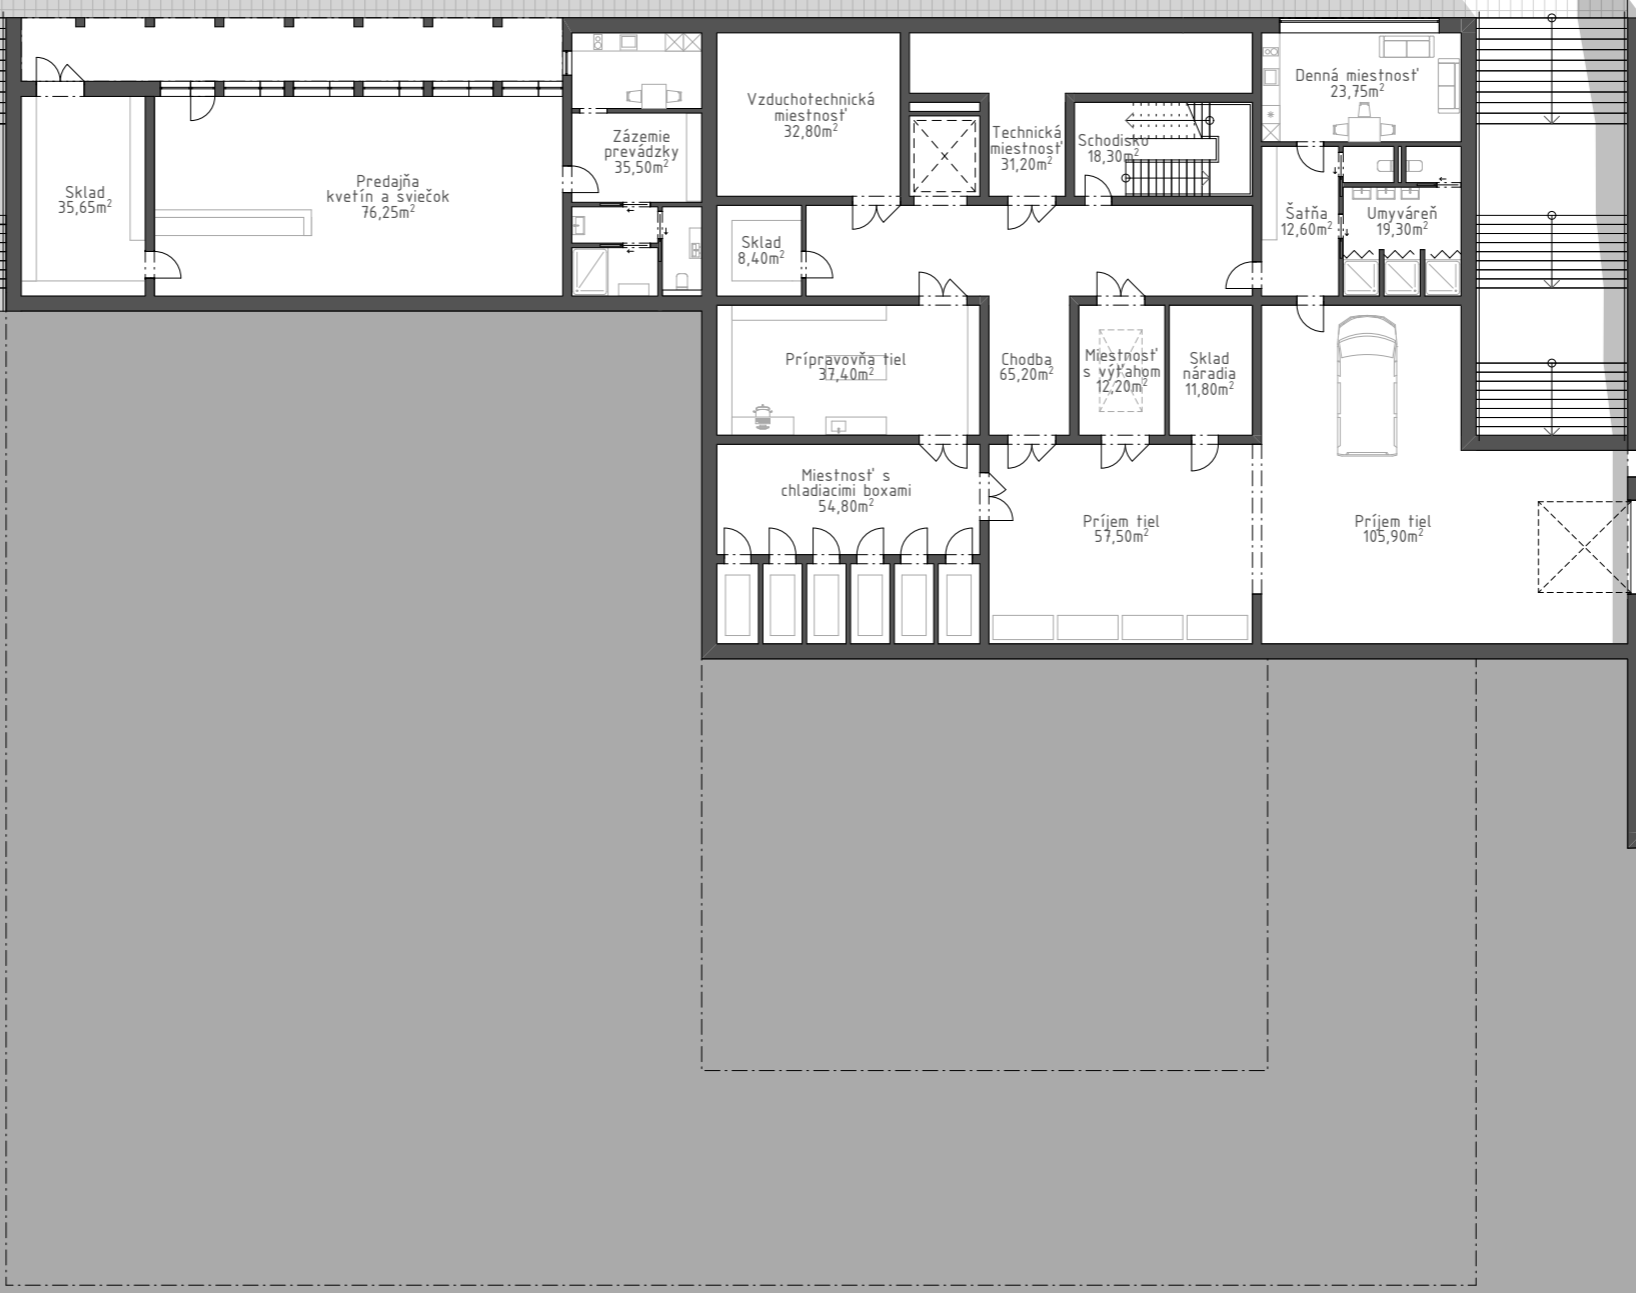 Sklad
35,65m²
Predajňa
kvetín a sviečok
76,25m²
Zázemie
prevádzky
35,50m²
Vzduchotechnická
miestnosť
32,80m²
Technická
miestnosť
31,20m²
Schodisko
18,30m²
Denná miestnosť
23,75m²
Šatňa
12,60m²
Umyváreň
19,30m²
Sklad
8,40m²
Prípravovňa tiel
37,40m²
Chodba
65,20m²
Miestnosť
s výťahom
12,20m²
Sklad
náradia
11,80m²
Miestnosť s
chladiacimi boxami
54,80m²
Príjem tiel
57,50m²
Príjem tiel
105,90m²